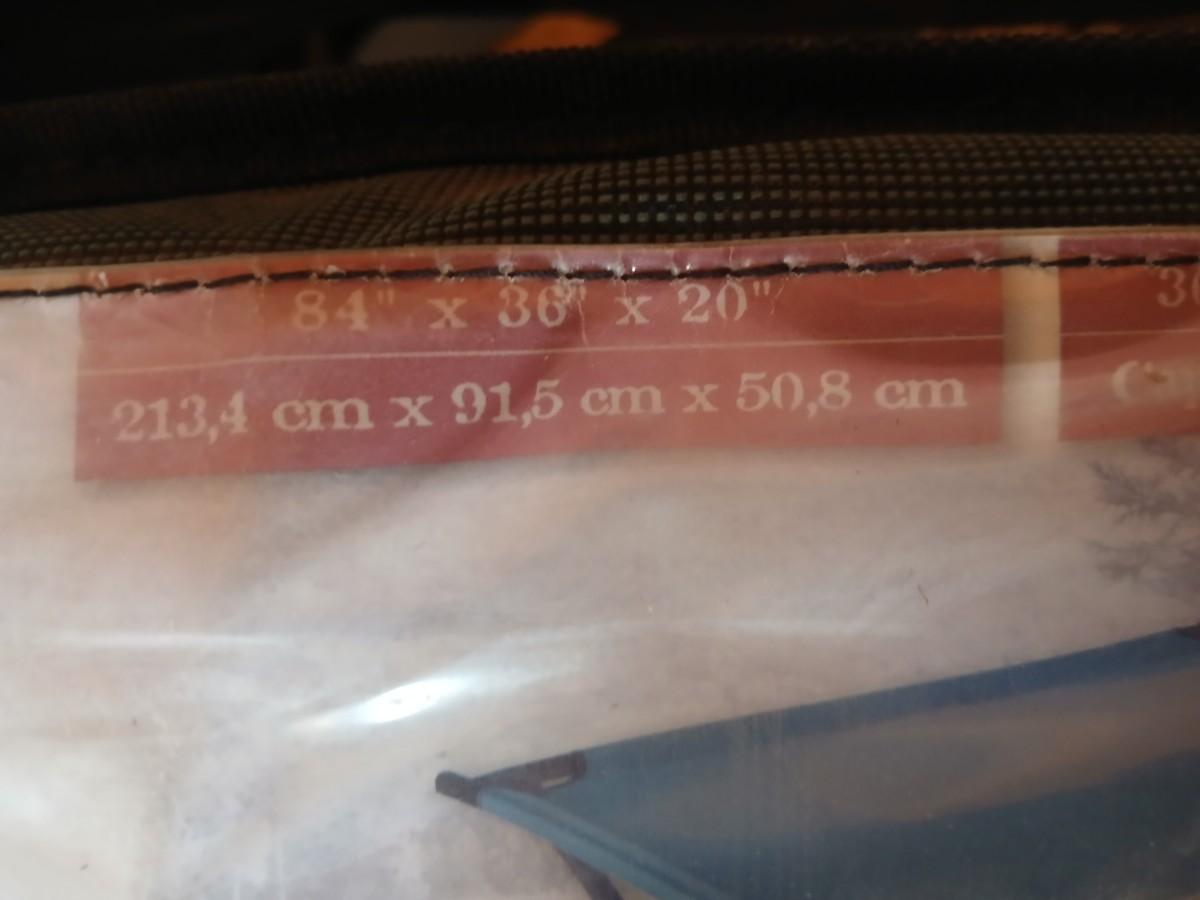 84" x 36" x 20"
213,4 cm x 91,5 cm x 50,8 cm